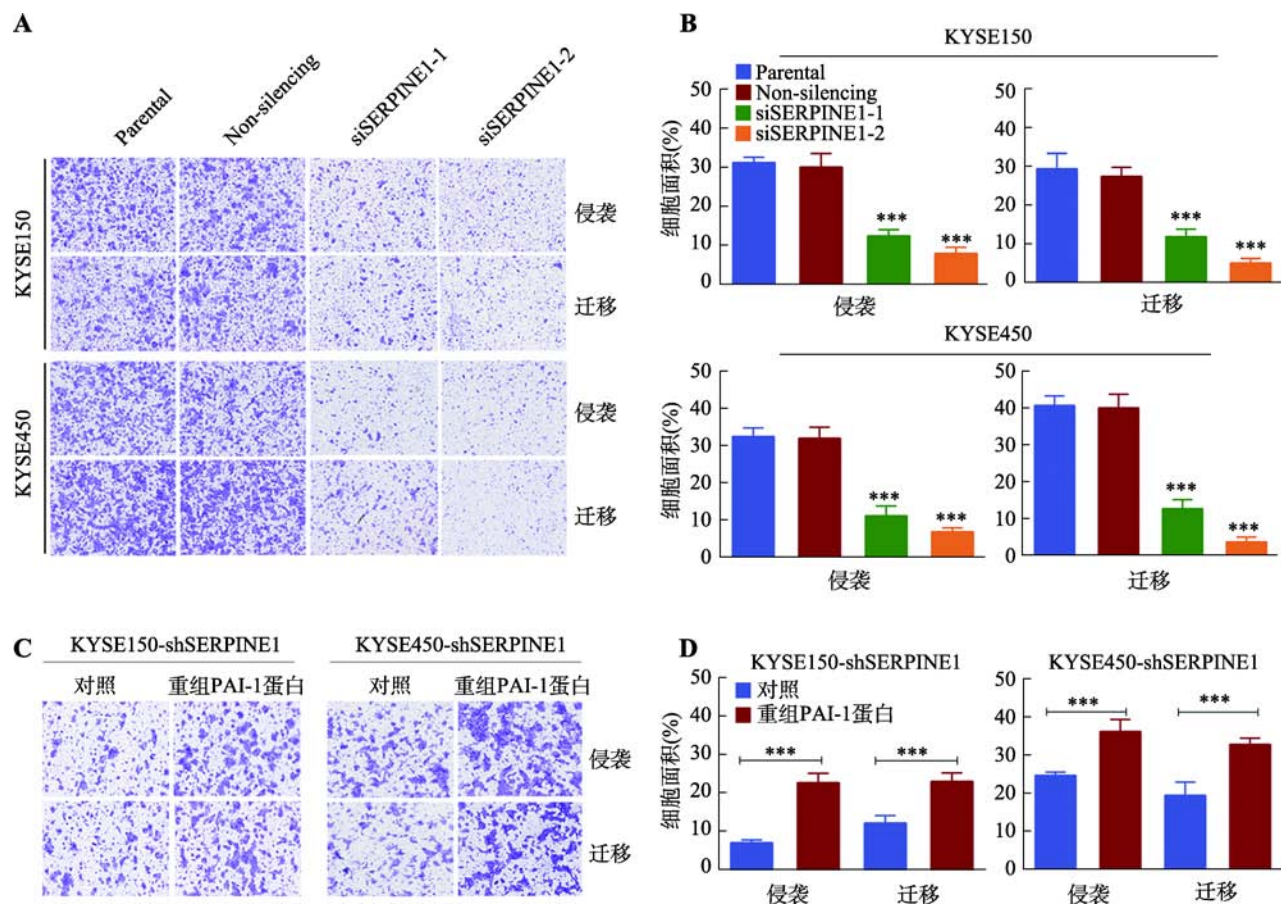 A
Parental
Non-silencing
siSERPINE1-1
siSERPINE1-2
KYSE150
侵袭
迁移
KYSE450
侵袭
迁移
B
KYSE150
Parental
Non-silencing
siSERPINE1-1
siSERPINE1-2
细胞面积(%)
50
40
30
20
10
0
***
***
侵袭
50
40
30
20
10
0
***
***
迁移
KYSE450
细胞面积(%)
50
40
30
20
10
0
***
***
侵袭
50
40
30
20
10
0
***
***
迁移
C
KYSE150-shSERPINE1
KYSE450-shSERPINE1
对照
重组PAI-1蛋白
对照
重组PAI-1蛋白
侵袭
迁移
D
KYSE150-shSERPINE1
对照
重组PAI-1蛋白
细胞面积(%)
50
40
30
20
10
0
***
***
侵袭
迁移
KYSE450-shSERPINE1
50
40
30
20
10
0
***
***
侵袭
迁移